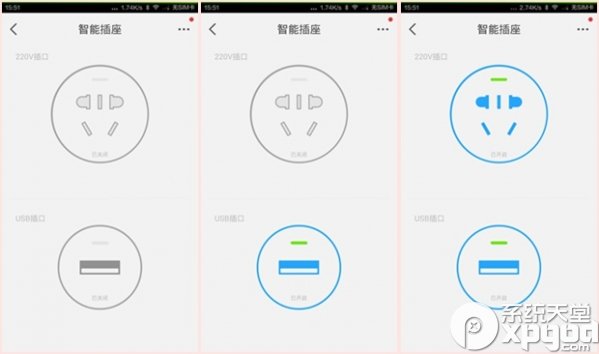 15:51 ... 1.74K/s 无SIM卡
智能插座
220V插口
已关闭
USB插口
已关闭
15:51 ... 1.74K/s 无SIM卡
智能插座
220V插口
已关闭
USB插口
已开启
15:51 ... 2.74K/s 无SIM卡
智能插座
220V插口
已开启
USB插口
已开启
系统天堂
xpgod